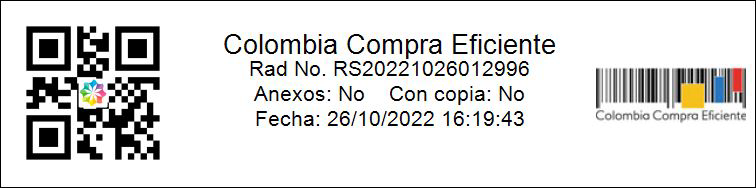 Colombia Compra Eficiente
Rad No. RS20221026012996
Anexos: No    Con copia: No
Fecha: 26/10/2022 16:19:43
Colombia Compra Eficiente